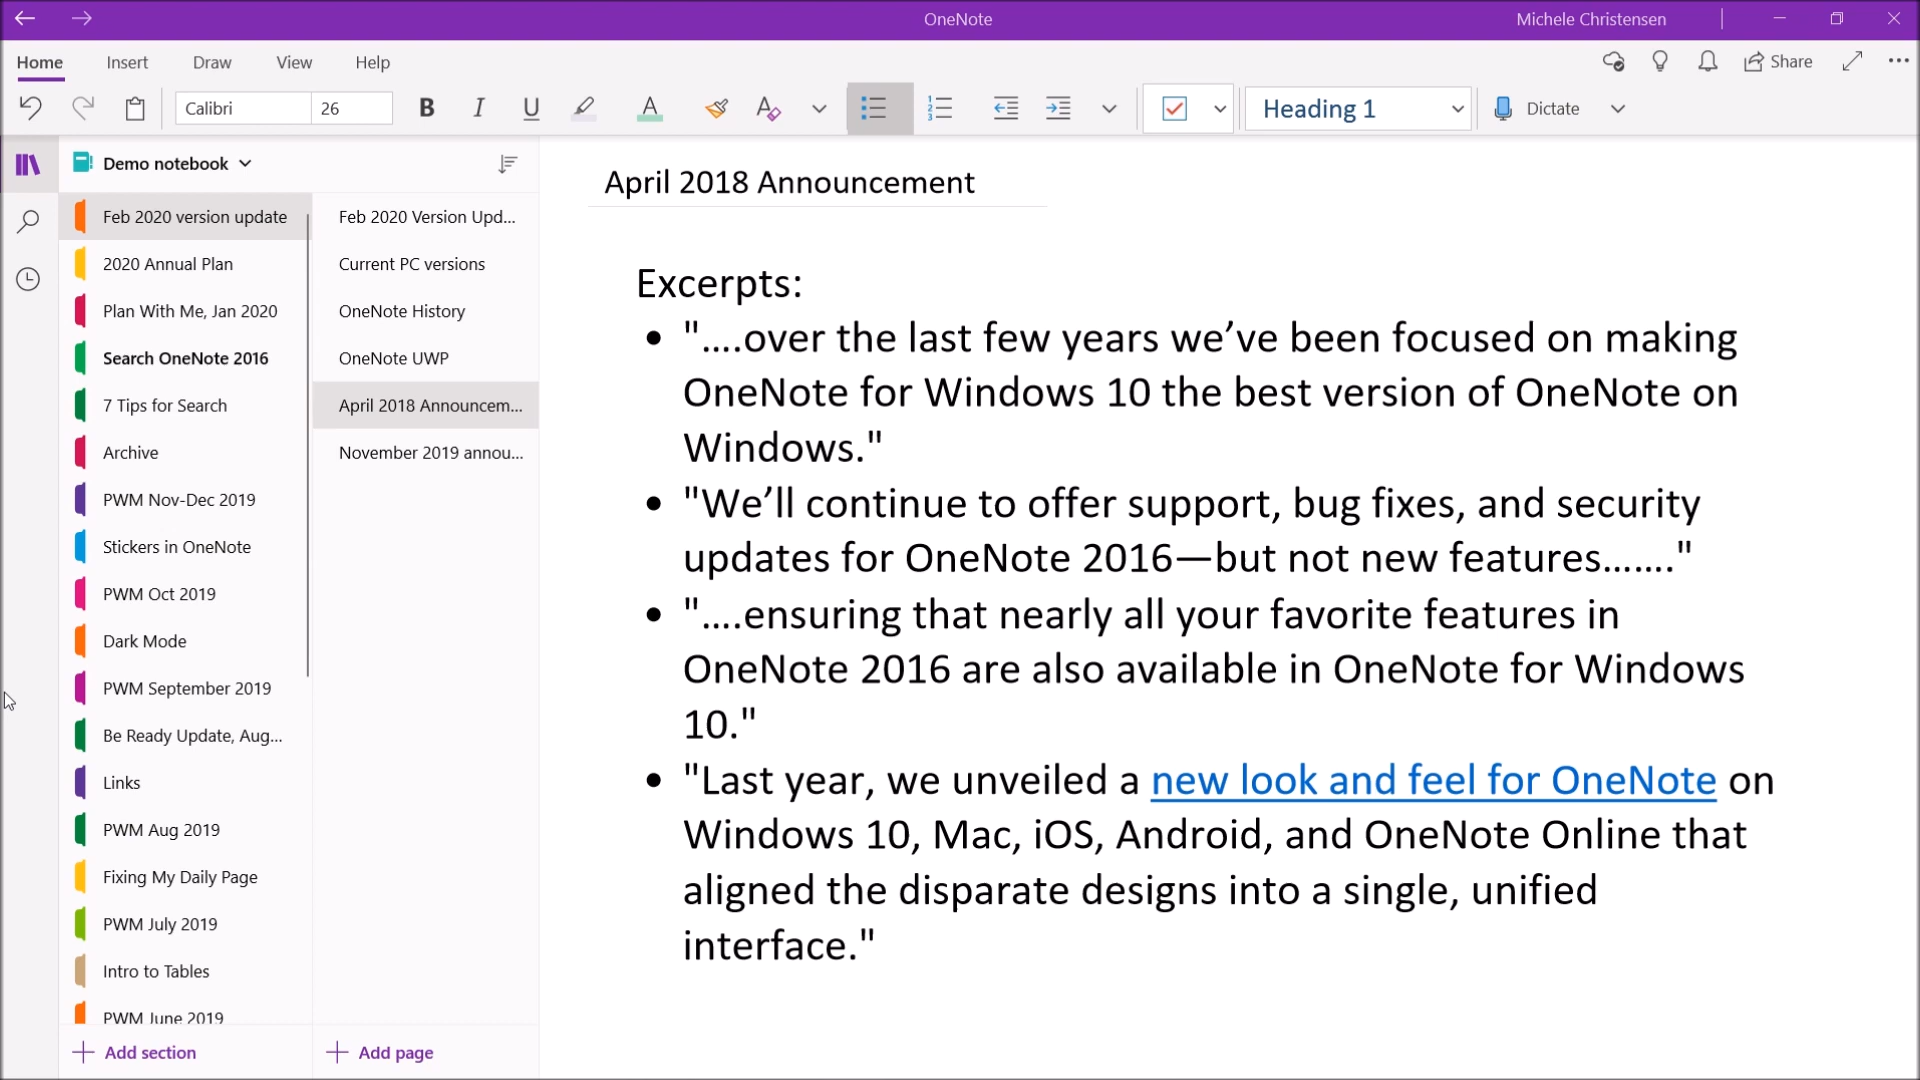 OneNote
Michele Christensen
Home
Insert
Draw
View
Help
Share
Calibri
26
B
I
U
Heading 1
Dictate
Demo notebook
Feb 2020 version update
2020 Annual Plan
Plan With Me, Jan 2020
Search OneNote 2016
7 Tips for Search
Archive
PWM Nov-Dec 2019
Stickers in OneNote
PWM Oct 2019
Dark Mode
PWM September 2019
Be Ready Update, Aug...
Links
PWM Aug 2019
Fixing My Daily Page
PWM July 2019
Intro to Tables
PWM June 2019
Add section
Feb 2020 Version Upd...
Current PC versions
OneNote History
OneNote UWP
April 2018 Announcem...
November 2019 annou...
Add page
April 2018 Announcement
Excerpts:
• "....over the last few years we’ve been focused on making
OneNote for Windows 10 the best version of OneNote on
Windows."
• "We’ll continue to offer support, bug fixes, and security
updates for OneNote 2016—but not new features......."
• "....ensuring that nearly all your favorite features in
OneNote 2016 are also available in OneNote for Windows
10."
• "Last year, we unveiled a new look and feel for OneNote on
Windows 10, Mac, iOS, Android, and OneNote Online that
aligned the disparate designs into a single, unified
interface."